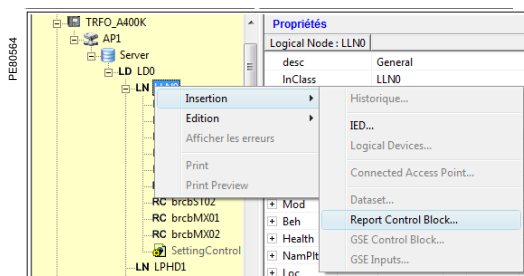 PE80564
TRFO_A400K
AP1
Server
LD LD0
LN LLN0
RC brcbST02
RC brcbMX01
RC brcbMX02
SettingControl
LN LPHD1
Insertion
Edition
Afficher les erreurs
Print
Print Preview
Propriétés
Logical Node : LLN0
desc General
lnClass LLN0
Historique...
IED...
Logical Devices...
Connected Access Point...
Dataset...
Report Control Block...
GSE Control Block...
GSE Inputs...
Mod
Beh
Health
NamPlt
Loc